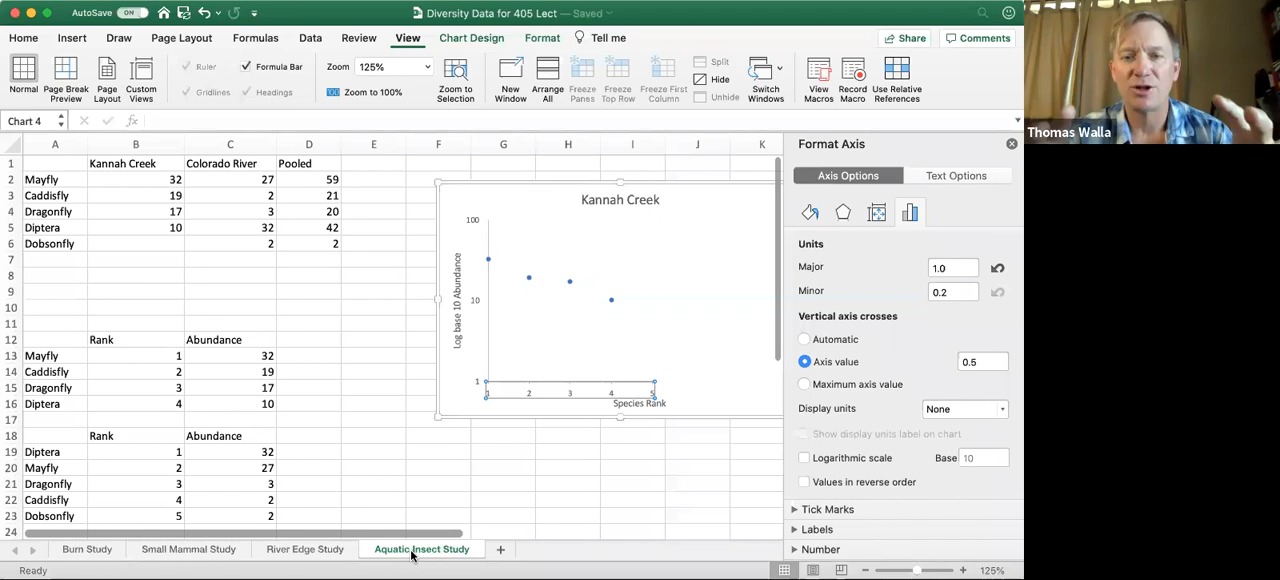 AutoSave ON
Diversity Data for 405 Lect — Saved
Home Insert Draw Page Layout Formulas Data Review View Chart Design Format Tell me Share Comments
Normal
Page Break Preview
Page Layout
Custom Views
Ruler
Formula Bar
Gridlines
Headings
Zoom 125%
Zoom to 100%
Zoom to Selection
New Window
Arrange All
Freeze Panes
Freeze Top Row
Freeze First Column
Split
Hide
Unhide
Switch Windows
View Macros
Record Macro
Use Relative References
Chart 4 fx
A B C D E F G H I J K
1 Kannah Creek Colorado River Pooled
2 Mayfly 32 27 59
3 Caddisfly 19 2 21
4 Dragonfly 17 3 20
5 Diptera 10 32 42
6 Dobsonfly 2 2
7
8
9
10
11
12 Rank Abundance
13 Mayfly 1 32
14 Caddisfly 2 19
15 Dragonfly 3 17
16 Diptera 4 10
17
18 Rank Abundance
19 Diptera 1 32
20 Mayfly 2 27
21 Dragonfly 3 3
22 Caddisfly 4 2
23 Dobsonfly 5 2
24
Kannah Creek
Log base 10 Abundance
100
10
1
1 2 3 4 5
Species Rank
Format Axis
Axis Options Text Options
Units
Major 1.0
Minor 0.2
Vertical axis crosses
Automatic
Axis value 0.5
Maximum axis value
Display units None
Show display units label on chart
Logarithmic scale Base 10
Values in reverse order
Tick Marks
Labels
Number
Burn Study Small Mammal Study River Edge Study Aquatic Insect Study +
Ready
125%
Thomas Walla